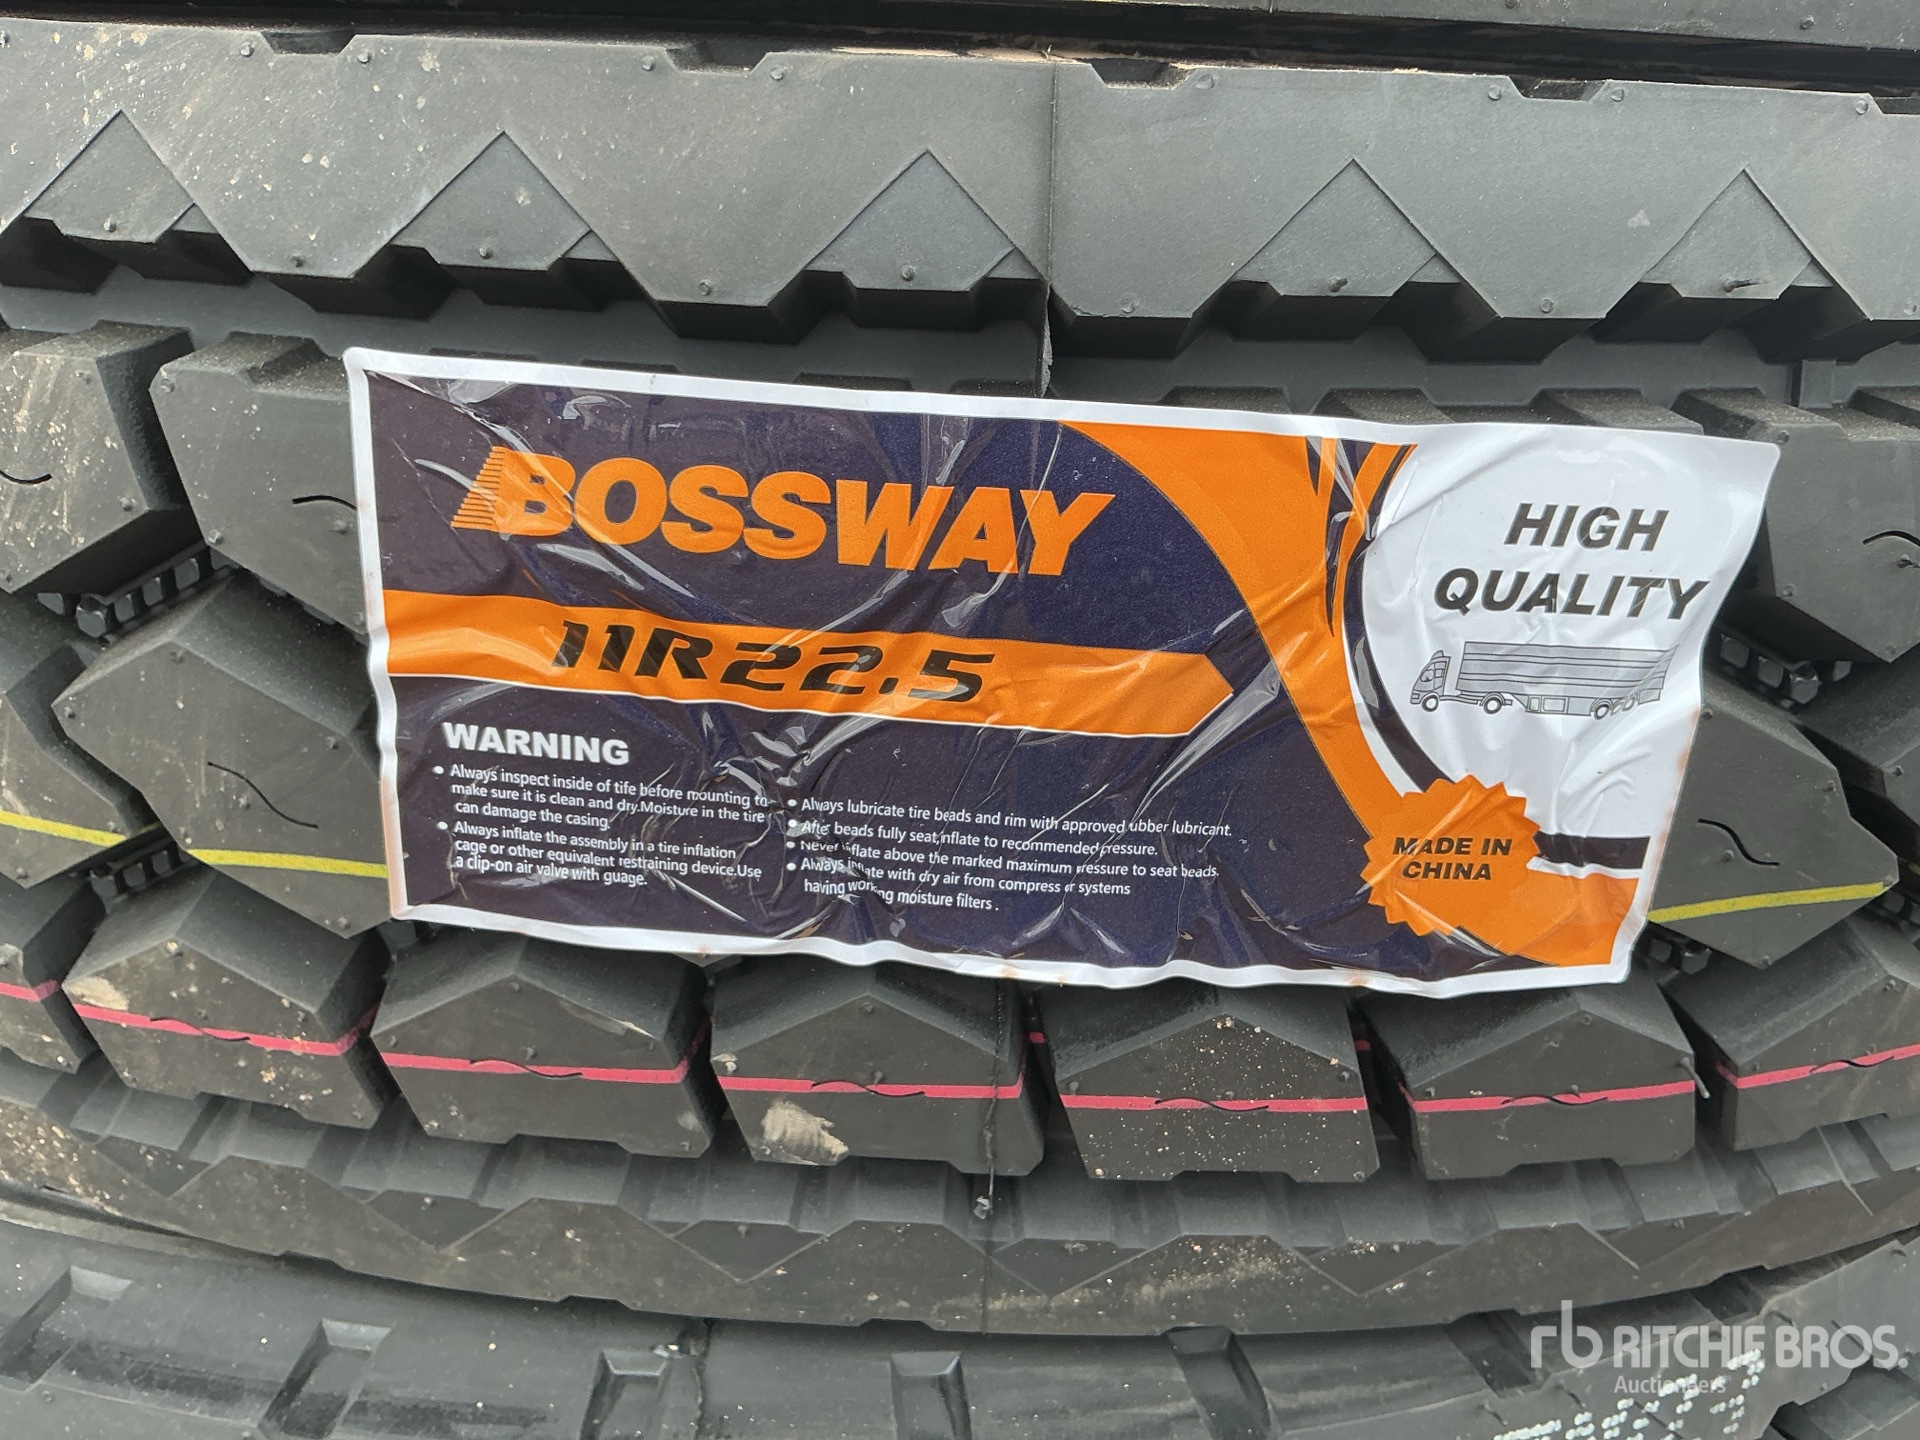 BOSSWAY
11R22.5
HIGH
QUALITY
WARNING
• Always inspect inside of tife before mounting to
make sure it is clean and dry.Moisture in the tire
can damage the casing.
• Always inflate the assembly in a tire inflation
cage or other equivalent restraining device.Use
a clip-on air valve with guage.
• Always lubricate tire beads and rim with approved ubber lubricant.
• Afte beads fully seat,inflate to recommended pressure.
• Never inflate above the marked maximum pressure to seat beads.
• Always inflate with dry air from compressor systems
having working moisture filters.
MADE IN
CHINA
rb RITCHIE BROS.
Auctioneers